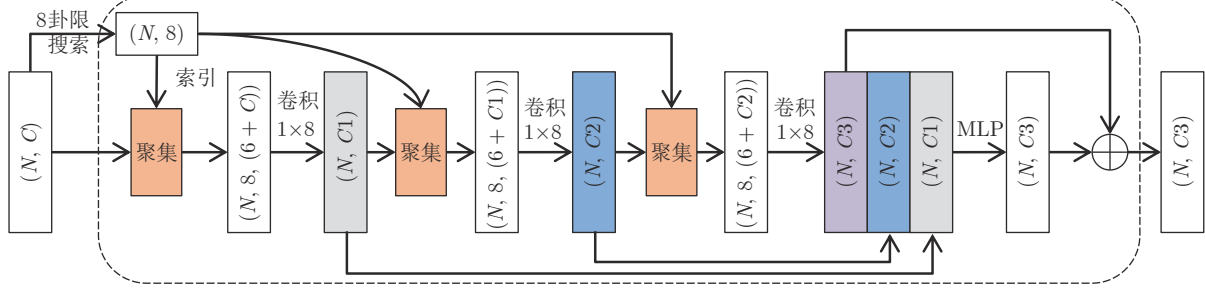 8卦限
搜索
(N, 8)
索引
(N, C)
聚集
(N, 8, (6 + C))
卷积
1×8
(N, C1)
聚集
(N, 8, (6 + C1))
卷积
1×8
(N, C2)
聚集
(N, 8, (6 + C2))
卷积
1×8
(N, C3)
(N, C2)
(N, C1)
MLP
(N, C3)
(N, C3)